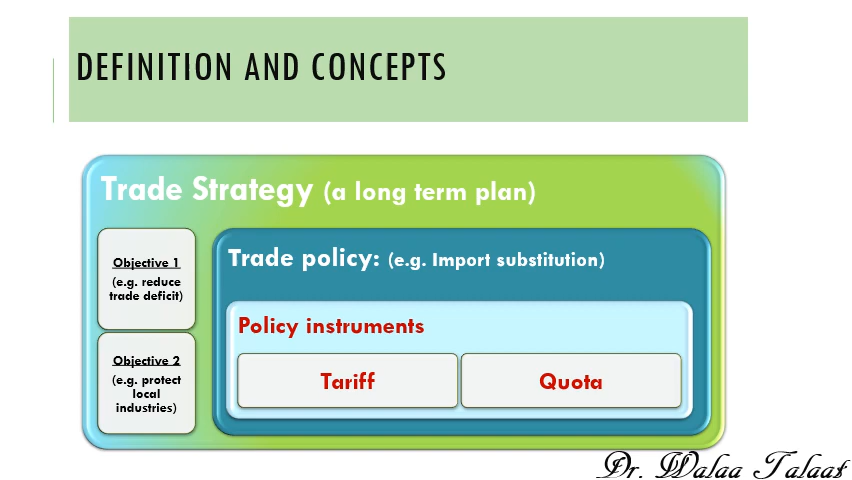 DEFINITION AND CONCEPTS
Trade Strategy (a long term plan)
Objective 1
(e.g. reduce
trade deficit)
Objective 2
(e.g. protect
local
industries)
Trade policy: (e.g. Import substitution)
Policy instruments
Tariff
Quota
Dr. Walaa Talaat